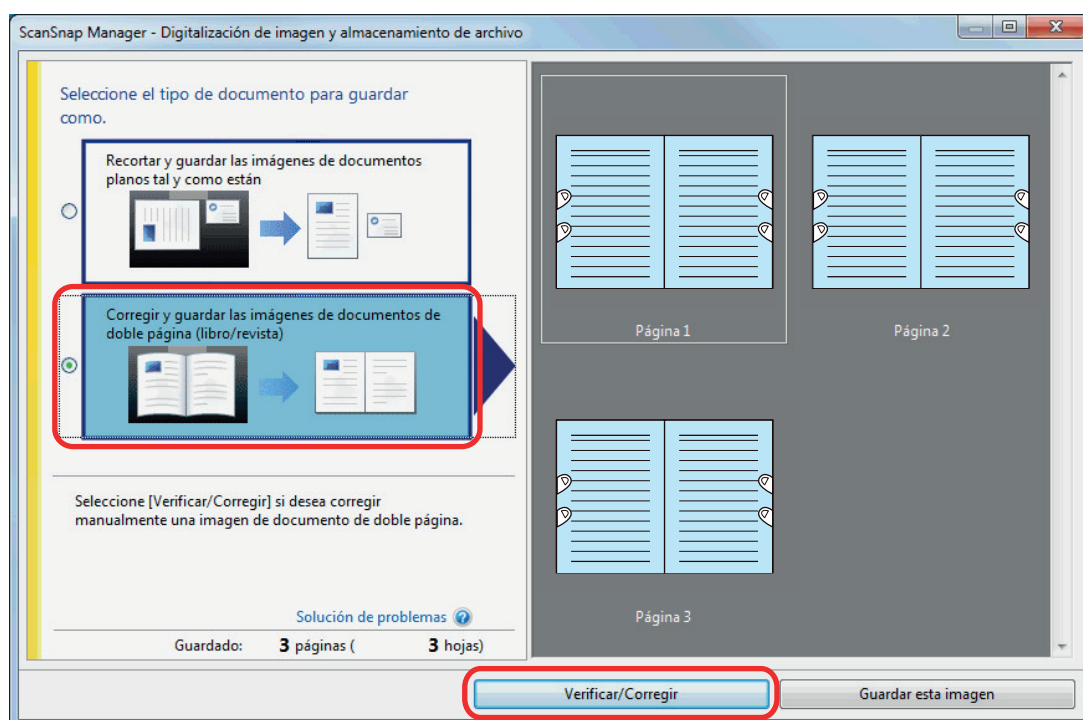 ScanSnap Manager - Digitalización de imagen y almacenamiento de archivo
Seleccione el tipo de documento para guardar
como.
Recortar y guardar las imágenes de documentos
planos tal y como están
Corregir y guardar las imágenes de documentos de
doble página (libro/revista)
Seleccione [Verificar/Corregir] si desea corregir
manualmente una imagen de documento de doble página.
Solución de problemas
Guardado: 3 páginas ( 3 hojas)
Página 1
Página 2
Página 3
Verificar/Corregir
Guardar esta imagen